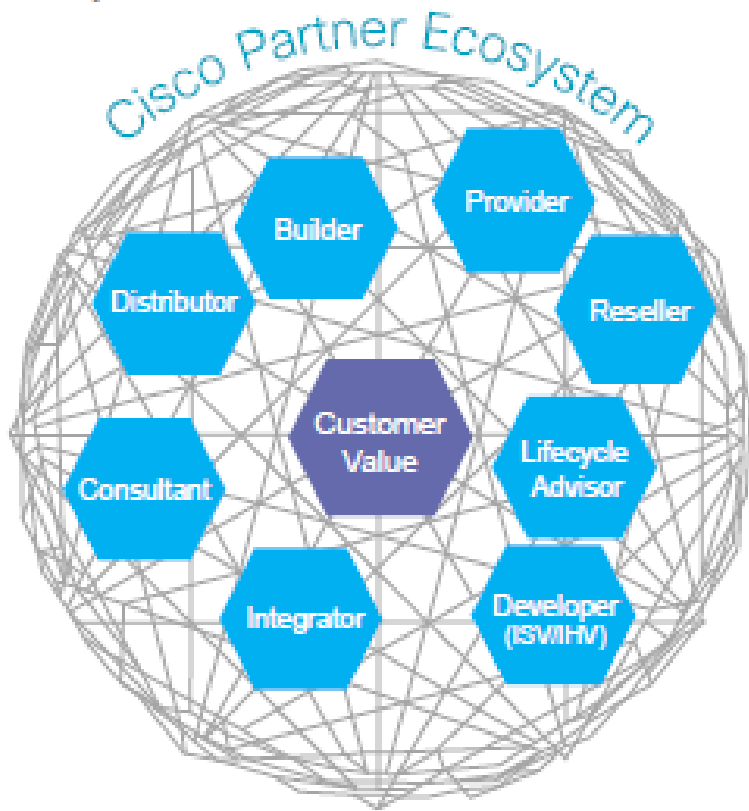 Cisco Partner Ecosystem
Builder
Provider
Distributor
Reseller
Customer
Value
Lifecycle
Advisor
Consultant
Integrator
Developer
(ISV/IHV)